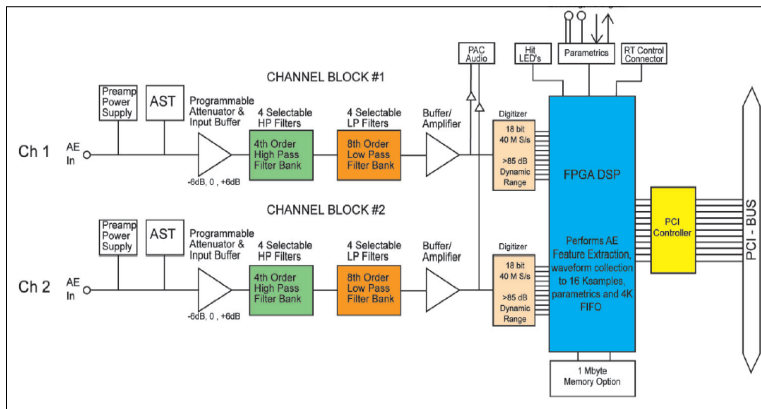 PAC
Audio
Hit
LED's
Parametrics
RT Control
Connector
CHANNEL BLOCK #1
Preamp
Power
Supply
AST
Programmable
Attenuator &
Input Buffer
4 Selectable
HP Filters
4 Selectable
LP Filters
Buffer/
Amplifier
Digitizer
Ch 1
AE
In
-6dB, 0 , +6dB
4th Order
High Pass
Filter Bank
8th Order
Low Pass
Filter Bank
18 bit
40 M S/s
>85 dB
Dynamic
Range
FPGA DSP
Performs AE
Feature Extraction,
waveform collection
to 16 Ksamples,
parametrics and 4K
FIFO
PCI
Controller
PCI - BUS
CHANNEL BLOCK #2
Preamp
Power
Supply
AST
Programmable
Attenuator &
Input Buffer
4 Selectable
HP Filters
4 Selectable
LP Filters
Buffer/
Amplifier
Digitizer
Ch 2
AE
In
-6dB, 0 , +6dB
4th Order
High Pass
Filter Bank
8th Order
Low Pass
Filter Bank
18 bit
40 M S/s
>85 dB
Dynamic
Range
1 Mbyte
Memory Option